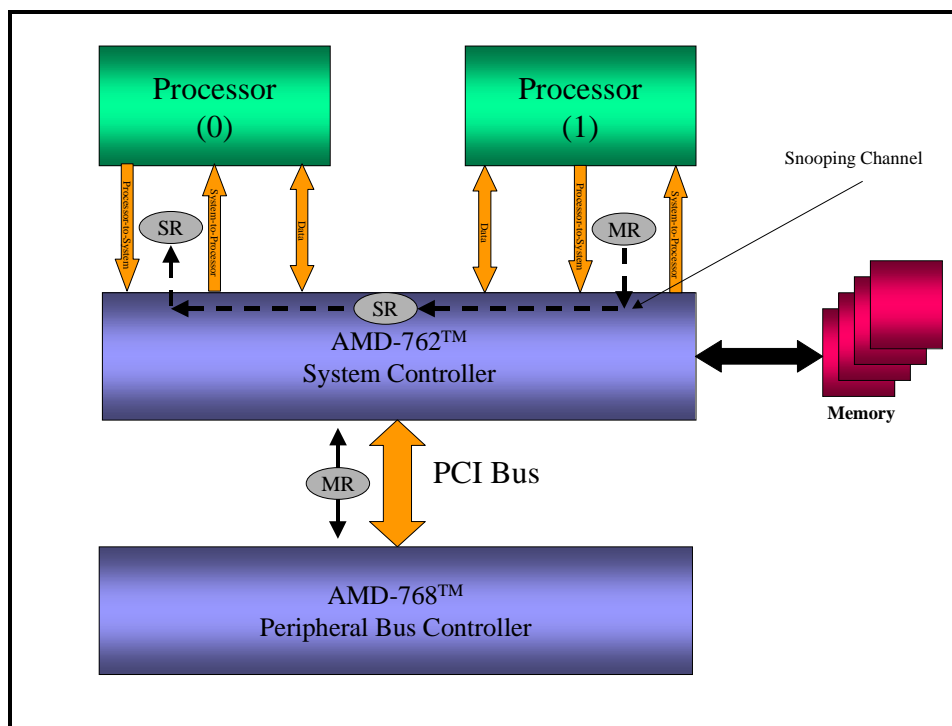 Processor
(0)
Processor
(1)
Snooping Channel
Processor-to-System
System-to-Processor
Data
Data
Processor-to-System
System-to-Processor
SR
MR
SR
AMD-762™
System Controller
Memory
MR
PCI Bus
AMD-768™
Peripheral Bus Controller